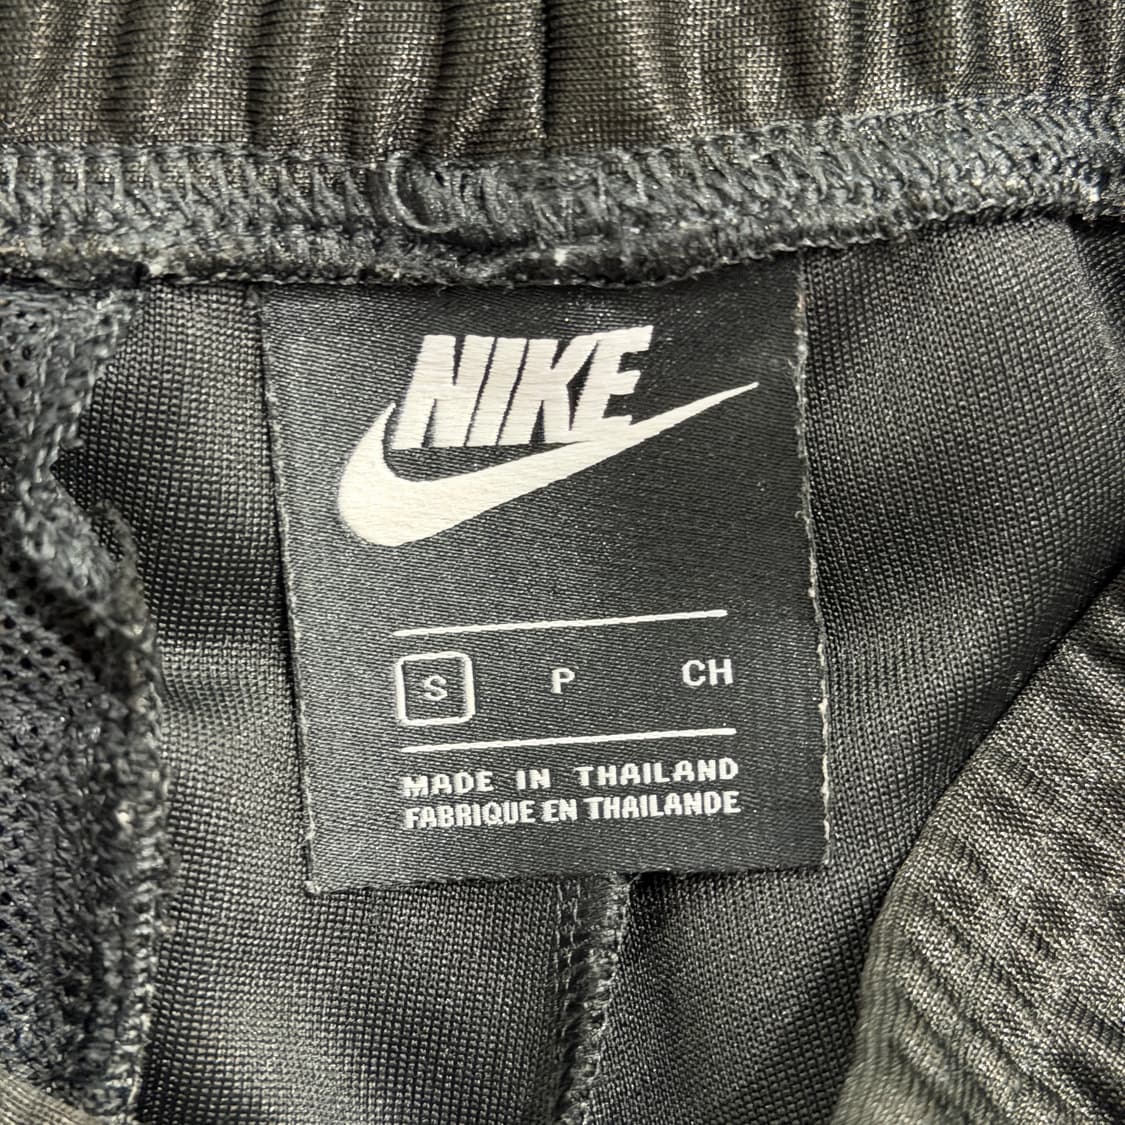 NIKE
S P CH
MADE IN THAILAND
FABRIQUE EN THAILANDE